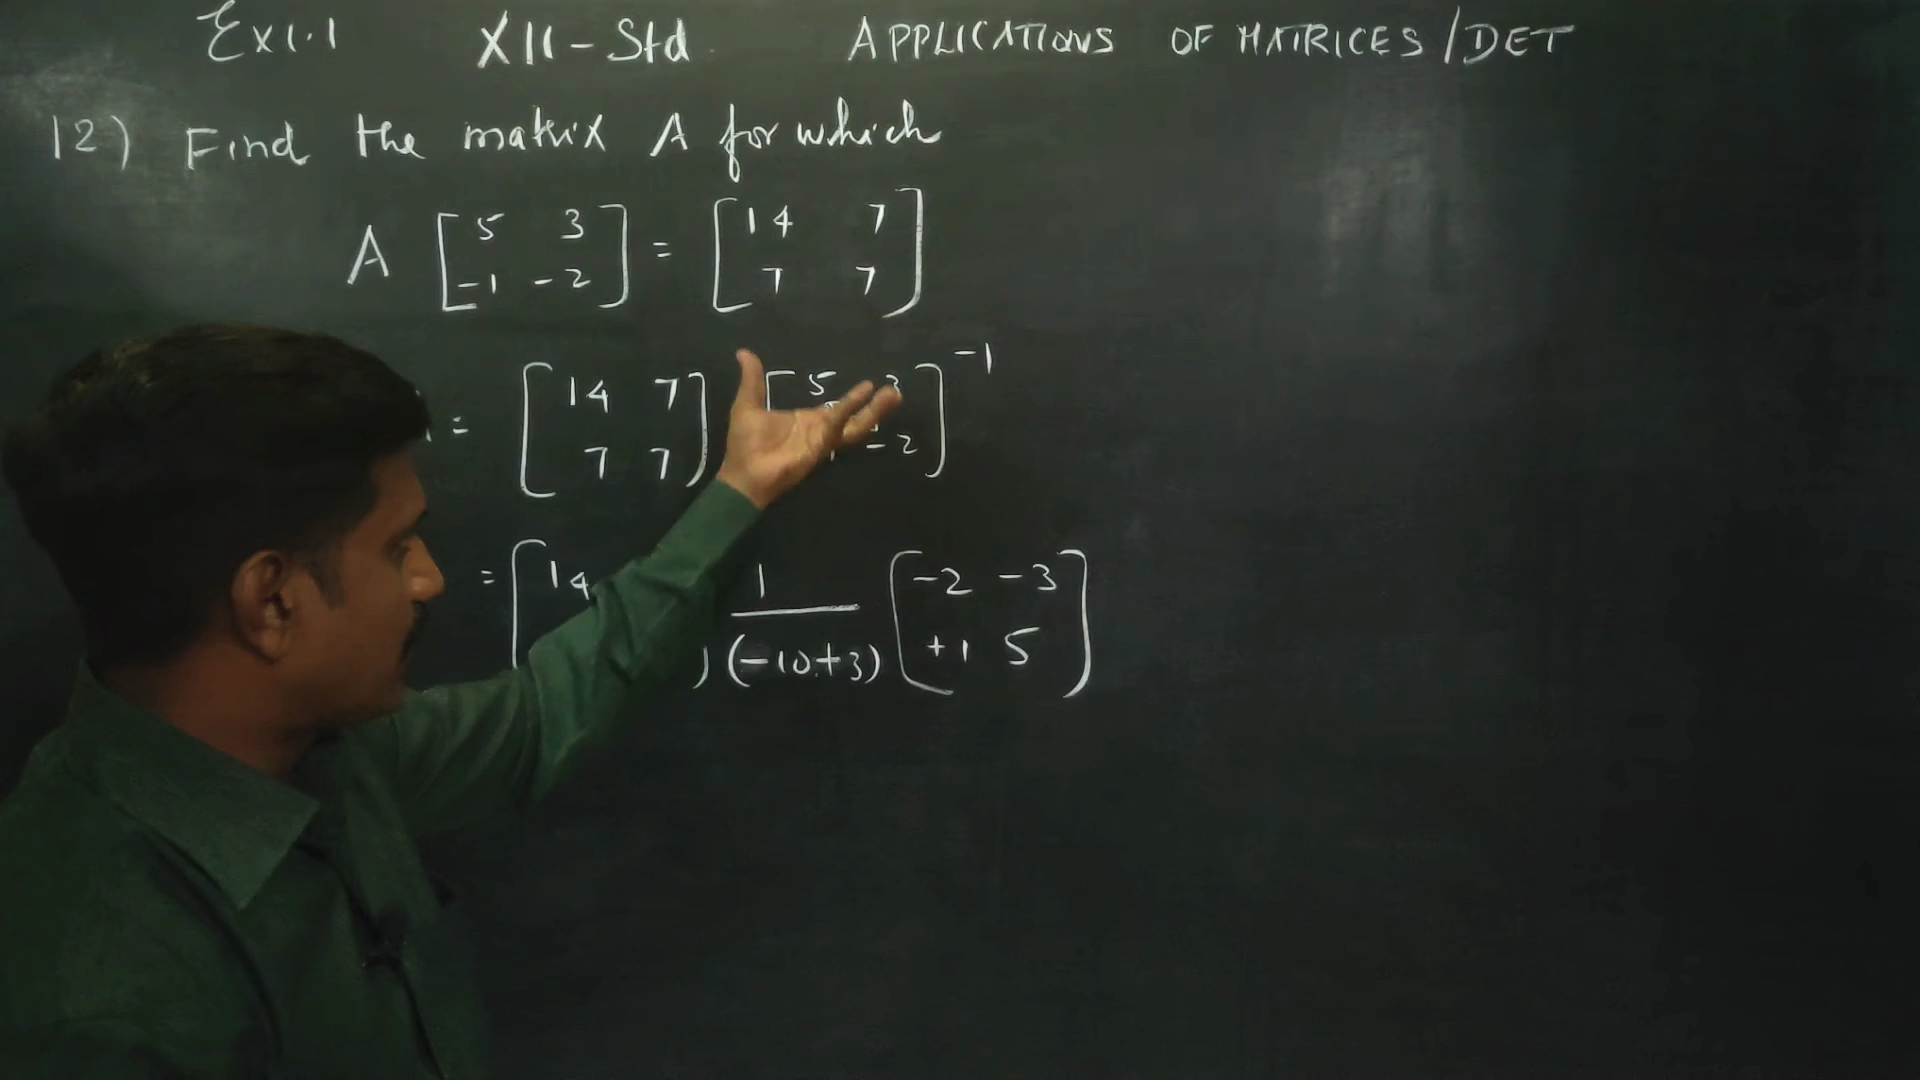 Ex1.1 XII-Std. APPLICATIONS OF MATRICES/DET
12) Find the matrix A for which
A [ 5 3 ] = [ 14 7 ]
[ -1 -2 ] [ 7 7 ]
= [ 14 7 ] [ 5 3 ]⁻¹
[ 7 7 ] [ -2 ]
= [ 14 1 [ -2 -3 ]
(-10+3) [ +1 5 ]